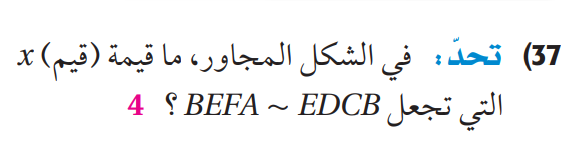 37) تحدّ: في الشكل المجاور، ما قيمة (قيم) x
التي تجعل BEFA ~ EDCB ؟ 4